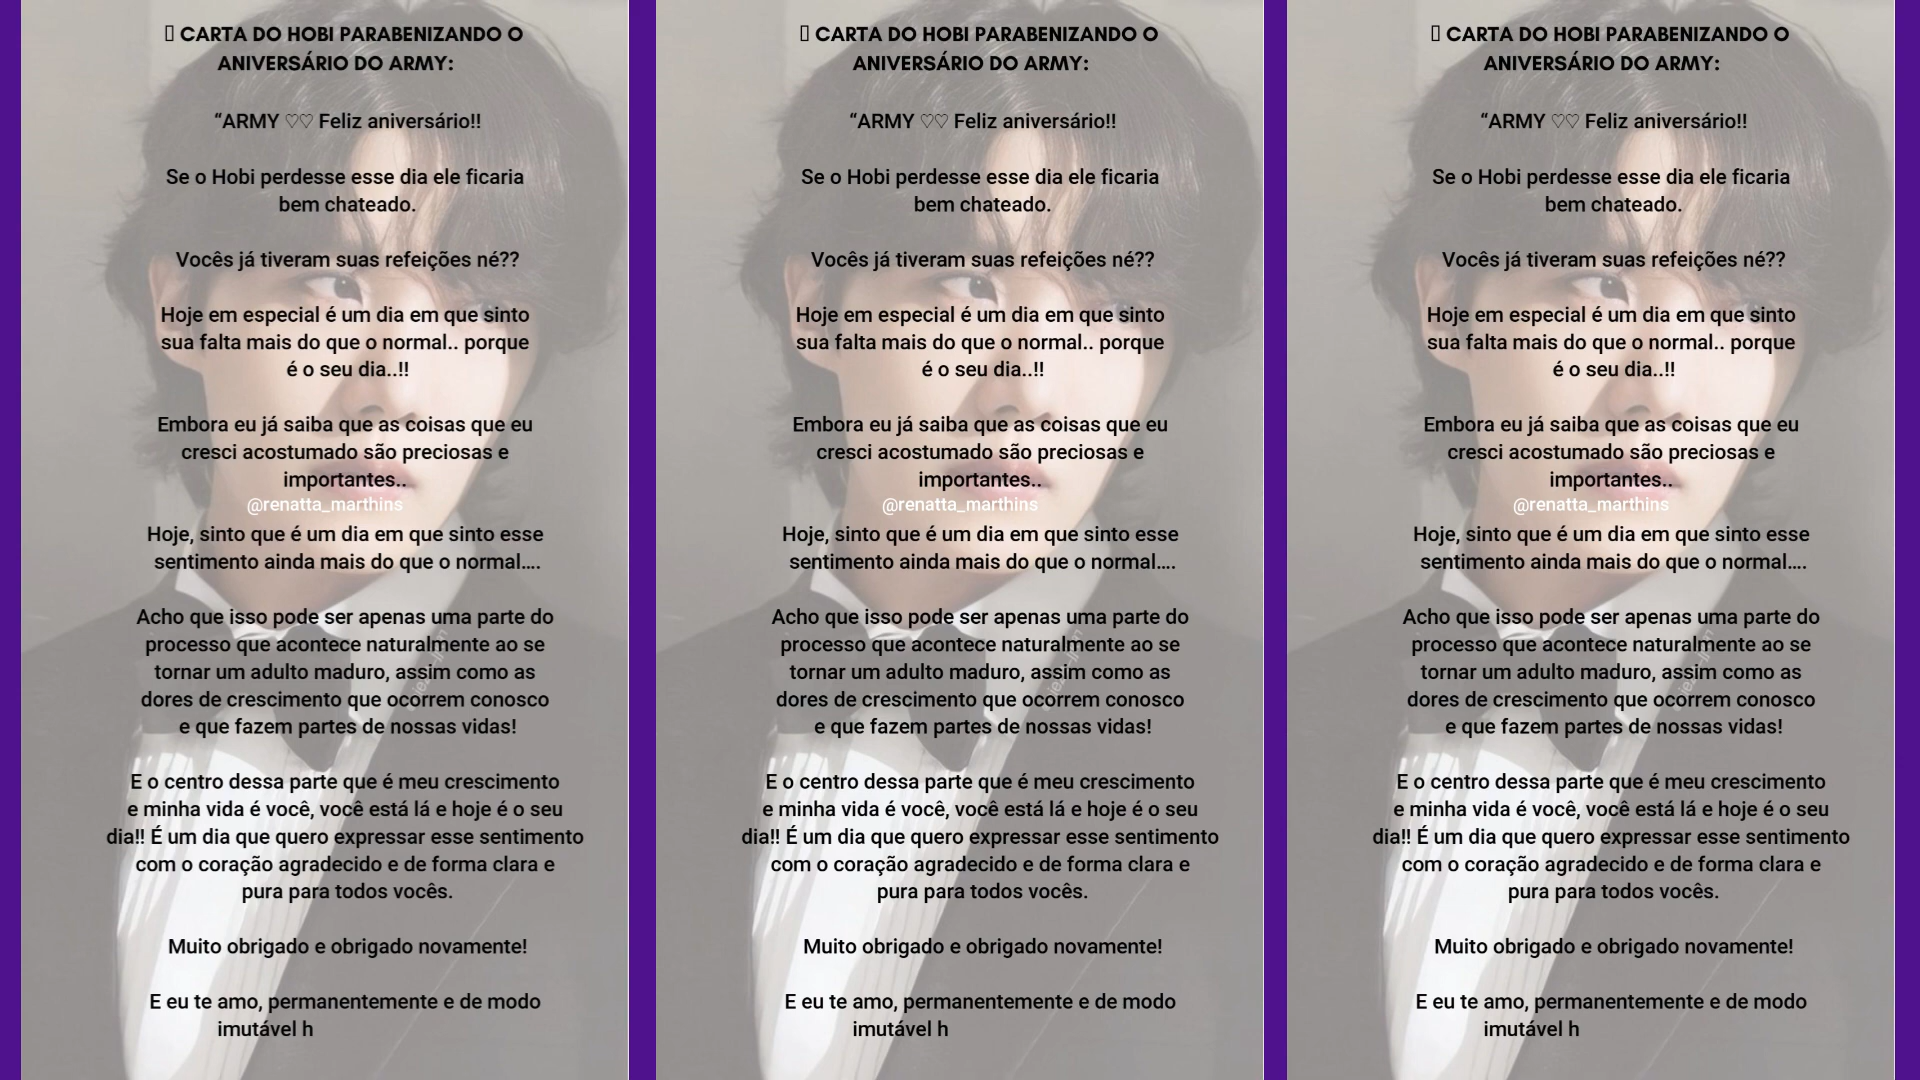 CARTA DO HOBI PARABENIZANDO O
ANIVERSÁRIO DO ARMY:
“ARMY ♡♡ Feliz aniversário!!
Se o Hobi perdesse esse dia ele ficaria
bem chateado.
Vocês já tiveram suas refeições né??
Hoje em especial é um dia em que sinto
sua falta mais do que o normal.. porque
é o seu dia..!!
Embora eu já saiba que as coisas que eu
cresci acostumado são preciosas e
importantes..
@renatta_marthins
Hoje, sinto que é um dia em que sinto esse
sentimento ainda mais do que o normal....
Acho que isso pode ser apenas uma parte do
processo que acontece naturalmente ao se
tornar um adulto maduro, assim como as
dores de crescimento que ocorrem conosco
e que fazem partes de nossas vidas!
E o centro dessa parte que é meu crescimento
e minha vida é você, você está lá e hoje é o seu
dia!! É um dia que quero expressar esse sentimento
com o coração agradecido e de forma clara e
pura para todos vocês.
Muito obrigado e obrigado novamente!
E eu te amo, permanentemente e de modo
imutável h
CARTA DO HOBI PARABENIZANDO O
ANIVERSÁRIO DO ARMY:
“ARMY ♡♡ Feliz aniversário!!
Se o Hobi perdesse esse dia ele ficaria
bem chateado.
Vocês já tiveram suas refeições né??
Hoje em especial é um dia em que sinto
sua falta mais do que o normal.. porque
é o seu dia..!!
Embora eu já saiba que as coisas que eu
cresci acostumado são preciosas e
importantes..
@renatta_marthins
Hoje, sinto que é um dia em que sinto esse
sentimento ainda mais do que o normal....
Acho que isso pode ser apenas uma parte do
processo que acontece naturalmente ao se
tornar um adulto maduro, assim como as
dores de crescimento que ocorrem conosco
e que fazem partes de nossas vidas!
E o centro dessa parte que é meu crescimento
e minha vida é você, você está lá e hoje é o seu
dia!! É um dia que quero expressar esse sentimento
com o coração agradecido e de forma clara e
pura para todos vocês.
Muito obrigado e obrigado novamente!
E eu te amo, permanentemente e de modo
imutável h
CARTA DO HOBI PARABENIZANDO O
ANIVERSÁRIO DO ARMY:
“ARMY ♡♡ Feliz aniversário!!
Se o Hobi perdesse esse dia ele ficaria
bem chateado.
Vocês já tiveram suas refeições né??
Hoje em especial é um dia em que sinto
sua falta mais do que o normal.. porque
é o seu dia..!!
Embora eu já saiba que as coisas que eu
cresci acostumado são preciosas e
importantes..
@renatta_marthins
Hoje, sinto que é um dia em que sinto esse
sentimento ainda mais do que o normal....
Acho que isso pode ser apenas uma parte do
processo que acontece naturalmente ao se
tornar um adulto maduro, assim como as
dores de crescimento que ocorrem conosco
e que fazem partes de nossas vidas!
E o centro dessa parte que é meu crescimento
e minha vida é você, você está lá e hoje é o seu
dia!! É um dia que quero expressar esse sentimento
com o coração agradecido e de forma clara e
pura para todos vocês.
Muito obrigado e obrigado novamente!
E eu te amo, permanentemente e de modo
imutável h